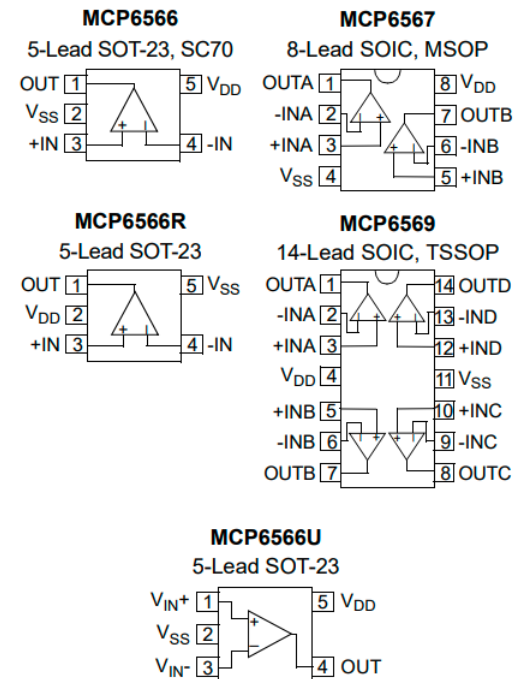 MCP6566
5-Lead SOT-23, SC70
OUT 1 5 VDD
VSS 2
+IN 3 + – 4 -IN
MCP6567
8-Lead SOIC, MSOP
OUTA 1 8 VDD
-INA 2 – + 7 OUTB
+INA 3 + – 6 -INB
VSS 4 5 +INB
MCP6566R
5-Lead SOT-23
OUT 1 5 VSS
VDD 2
+IN 3 + – 4 -IN
MCP6569
14-Lead SOIC, TSSOP
OUTA 1 14 OUTD
-INA 2 – + + – 13 -IND
+INA 3 12 +IND
VDD 4 11 VSS
+INB 5 10 +INC
-INB 6 – + + – 9 -INC
OUTB 7 8 OUTC
MCP6566U
5-Lead SOT-23
VIN+ 1 + 5 VDD
VSS 2
VIN- 3 – 4 OUT